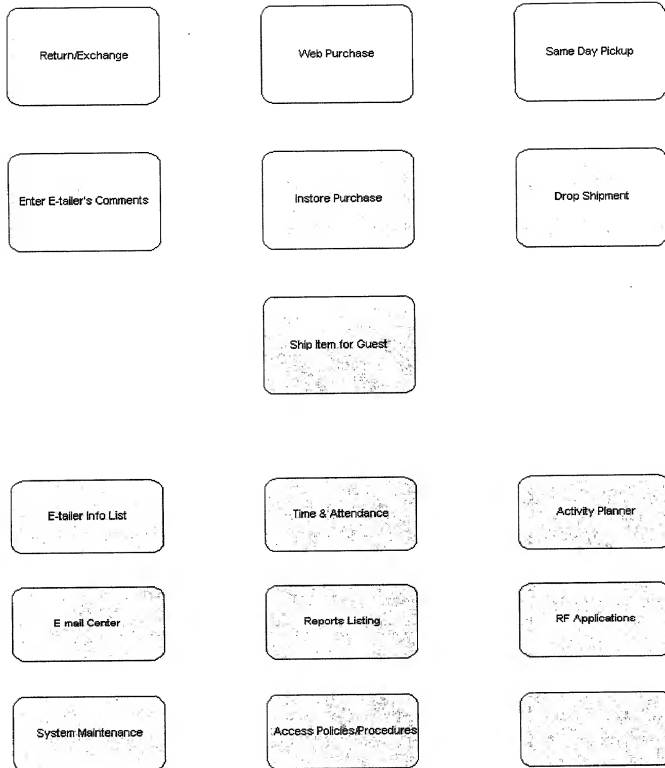 Return/Exchange
Web Purchase
Same Day Pickup
Enter E-tailer's Comments
Instore Purchase
Drop Shipment
Ship Item for Guest
E-tailer Info List
Time & Attendance
Activity Planner
E mail Center
Reports Listing
RF Applications
System Maintenance
Access Policies/Procedures